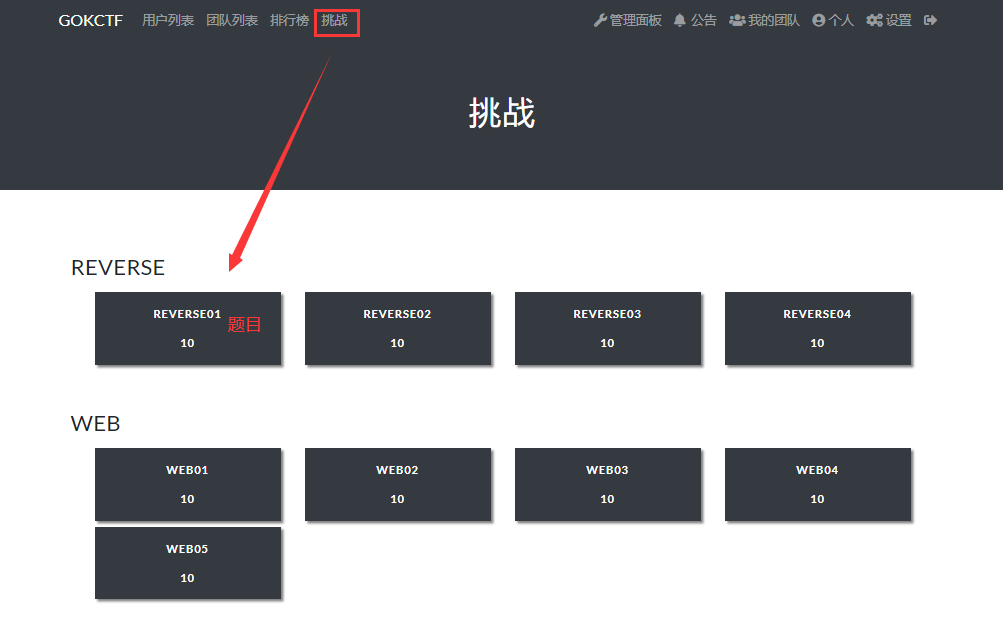 GOKCTF 用户列表 团队列表 排行榜 挑战 管理面板 公告 我的团队 个人 设置
挑战
REVERSE
REVERSE01 REVERSE02 REVERSE03 REVERSE04
题目
10 10 10 10
WEB
WEB01 WEB02 WEB03 WEB04
10 10 10 10
WEB05
10